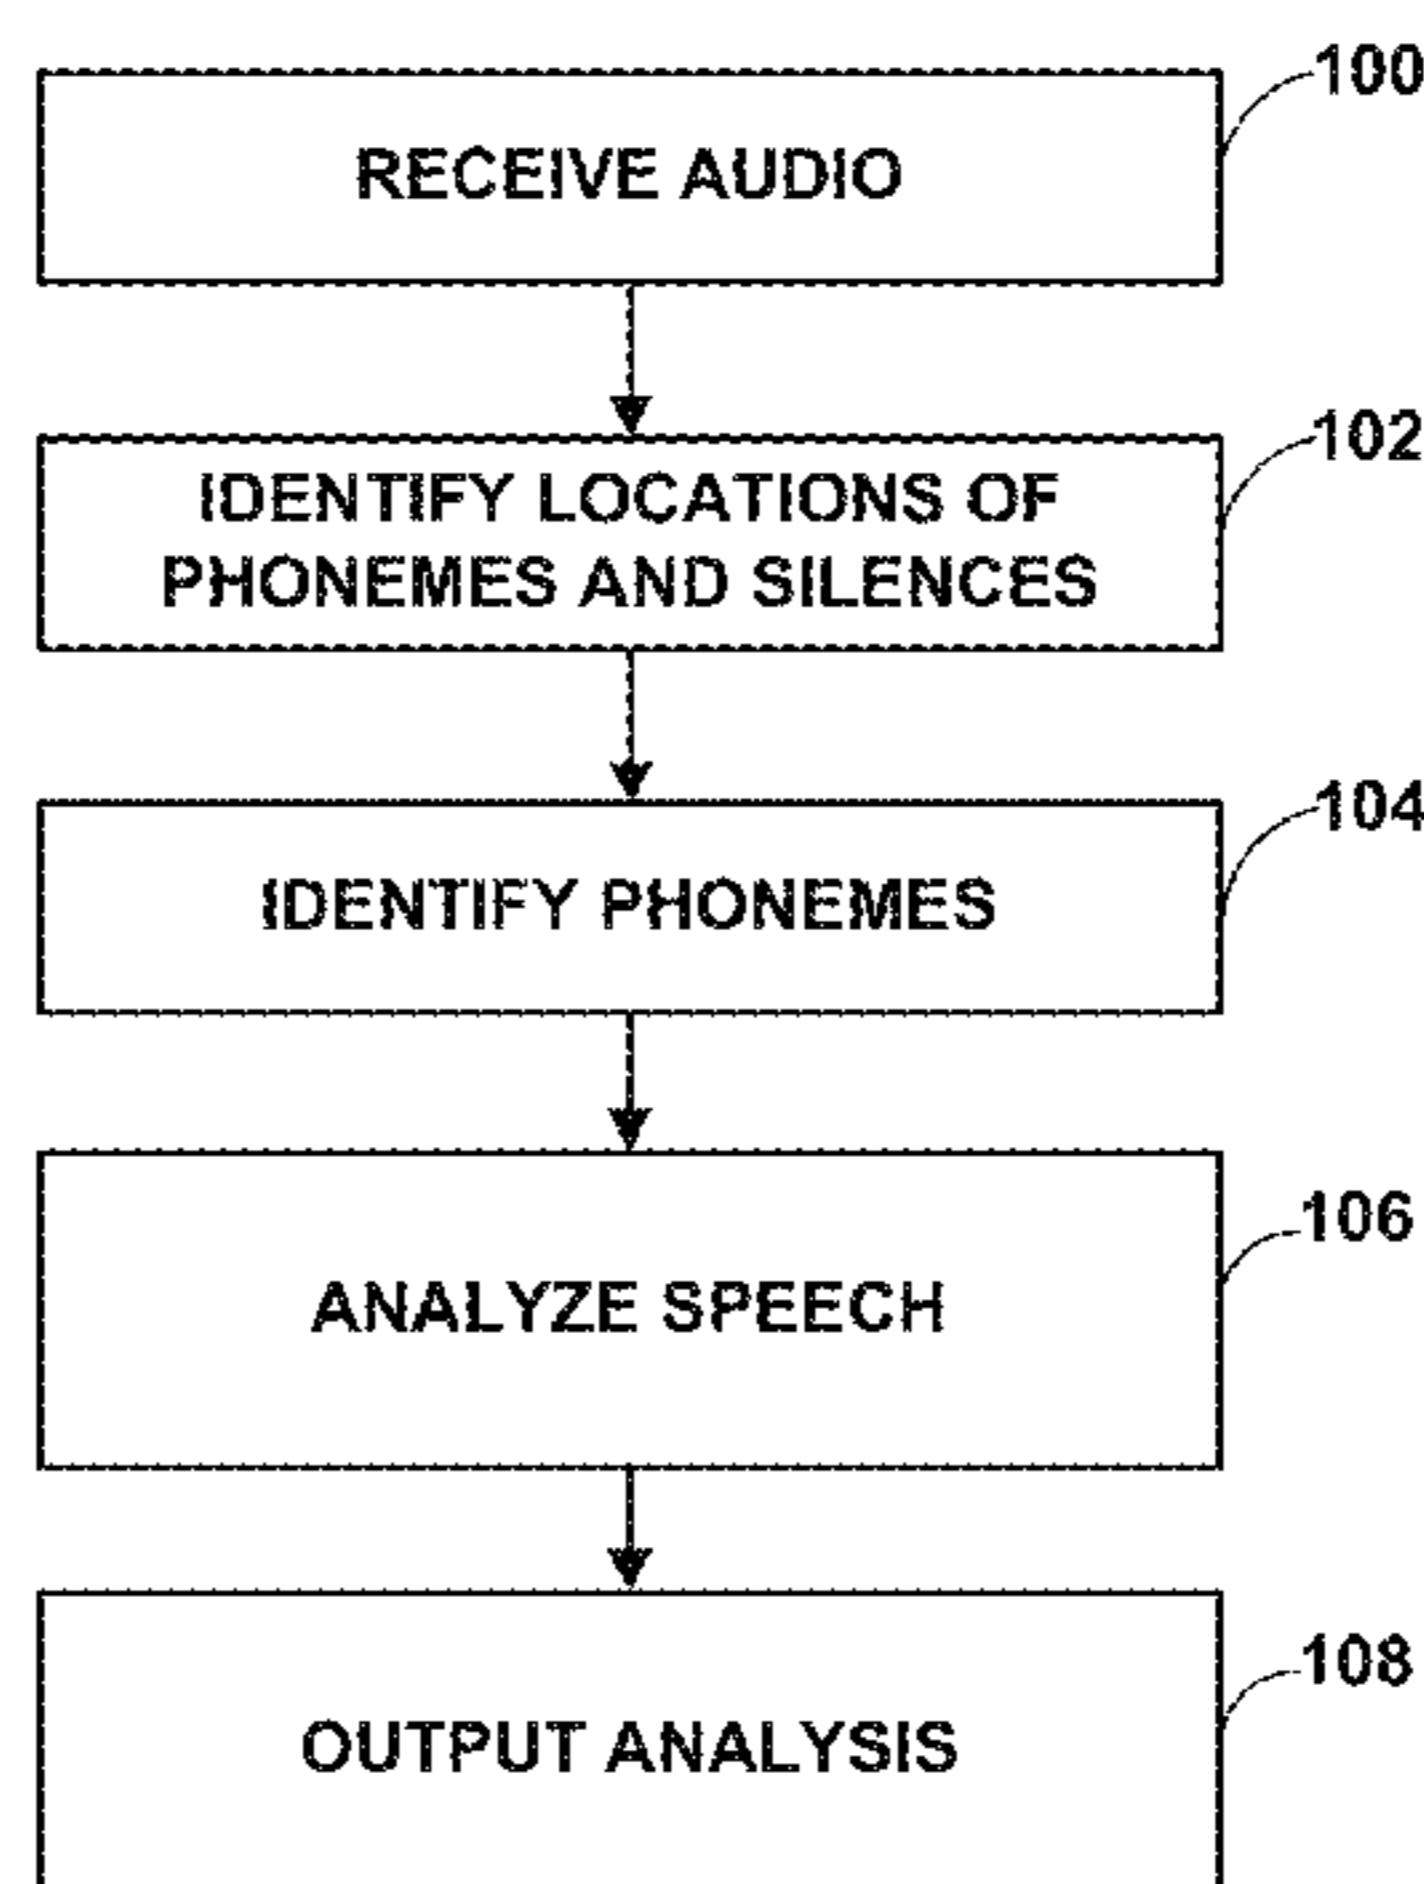 100
RECEIVE AUDIO
102
IDENTIFY LOCATIONS OF
PHONEMES AND SILENCES
104
IDENTIFY PHONEMES
106
ANALYZE SPEECH
108
OUTPUT ANALYSIS